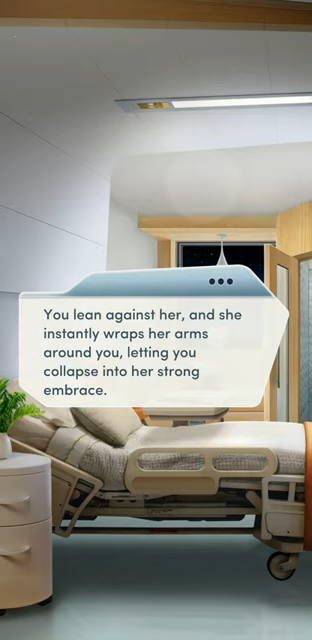 You lean against her, and she
instantly wraps her arms
around you, letting you
collapse into her strong
embrace.